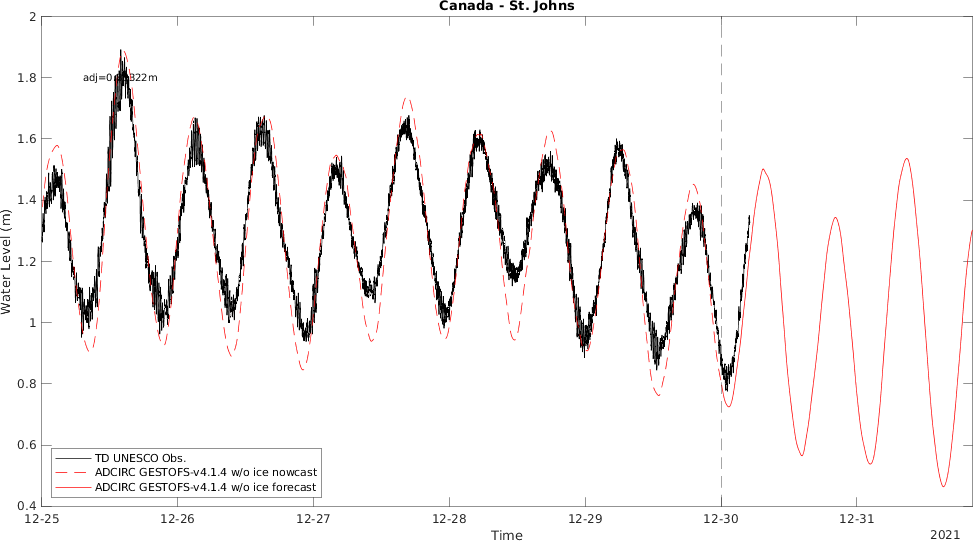 Canada - St. Johns
2
1.8
1.6
1.4
1.2
1
0.8
0.6
0.4
Water Level (m)
TD UNESCO Obs.
ADCIRC GESTOFS-v4.1.4 w/o ice nowcast
ADCIRC GESTOFS-v4.1.4 w/o ice forecast
12-25
12-26
12-27
12-28
12-29
12-30
12-31
Time
2021